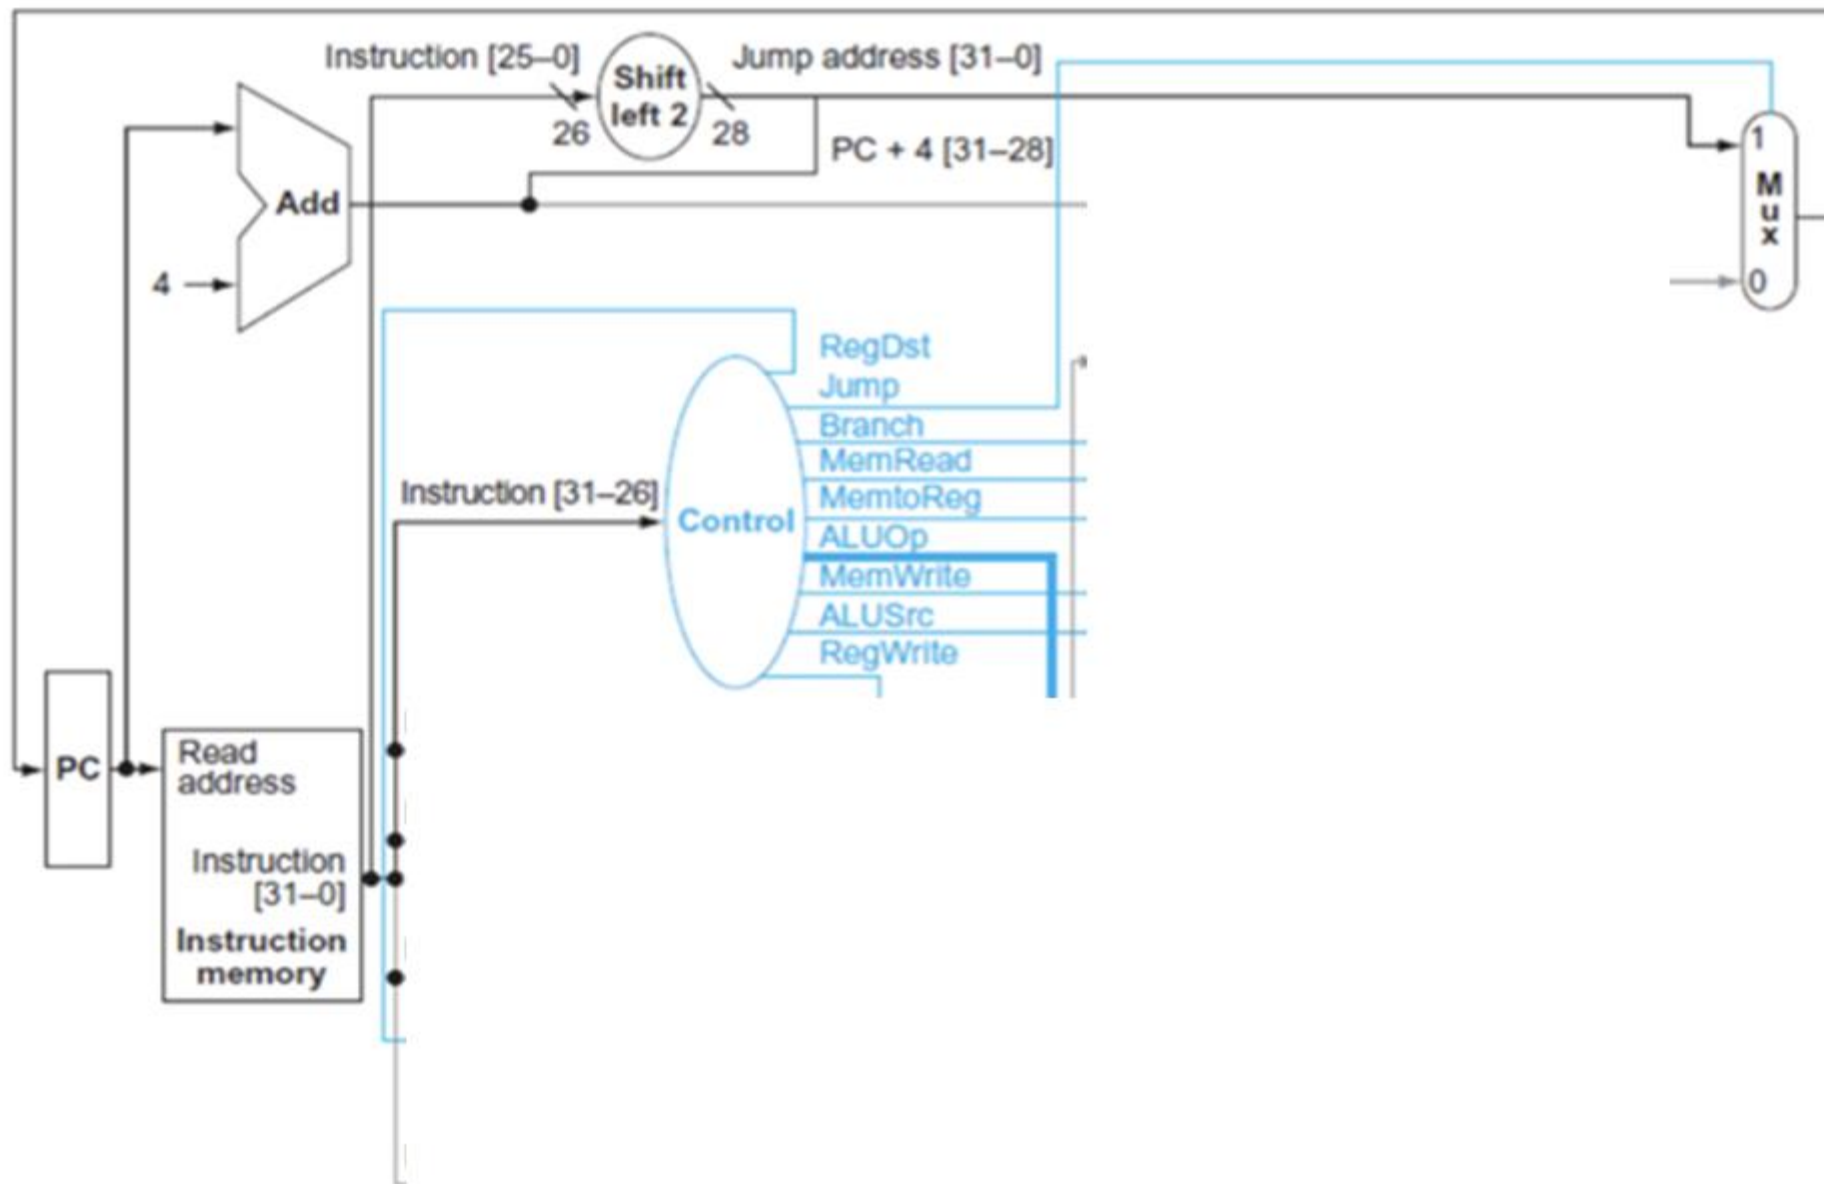 Instruction [25–0]
Shift
left 2
Jump address [31–0]
26
28
PC + 4 [31–28]
Add
4
1
M
u
x
0
RegDst
Jump
Branch
MemRead
MemtoReg
ALUOp
MemWrite
ALUSrc
RegWrite
Instruction [31–26]
Control
PC
Read
address
Instruction
[31–0]
Instruction
memory